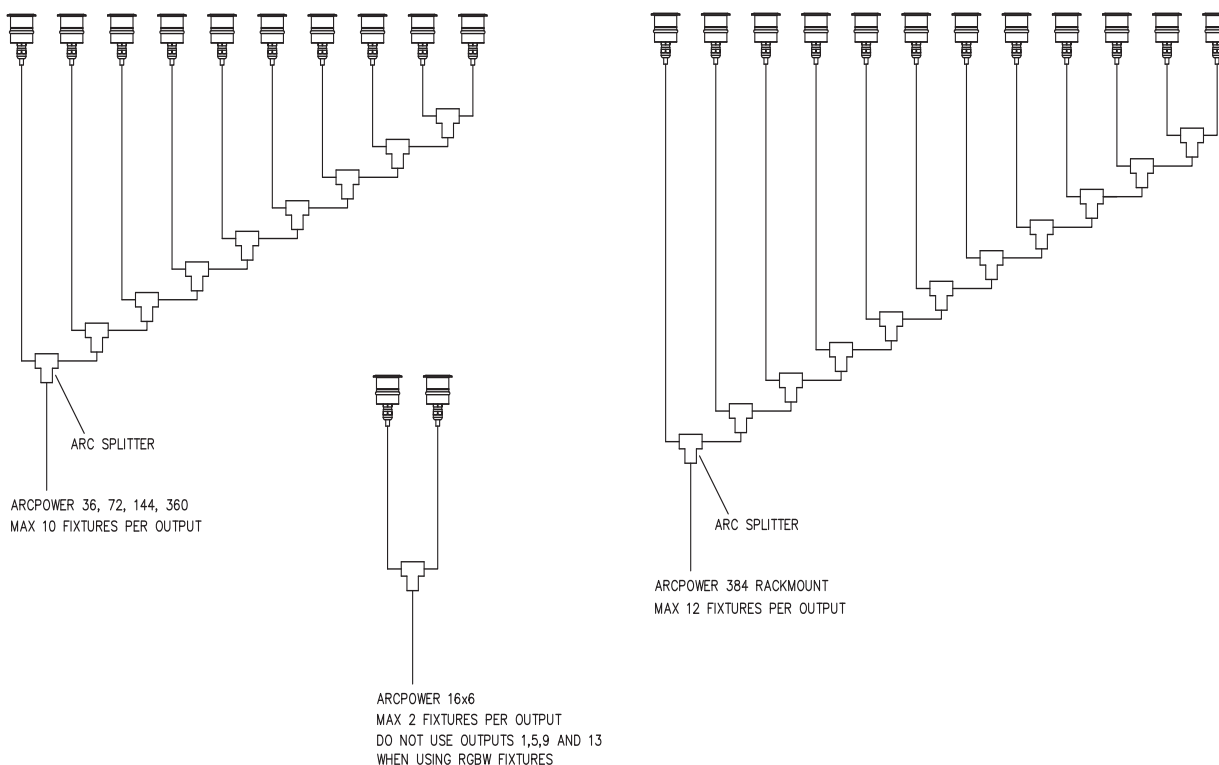 ARC SPLITTER
ARCPOWER 36, 72, 144, 360
MAX 10 FIXTURES PER OUTPUT
ARCPOWER 16x6
MAX 2 FIXTURES PER OUTPUT
DO NOT USE OUTPUTS 1,5,9 AND 13
WHEN USING RGBW FIXTURES
ARC SPLITTER
ARCPOWER 384 RACKMOUNT
MAX 12 FIXTURES PER OUTPUT